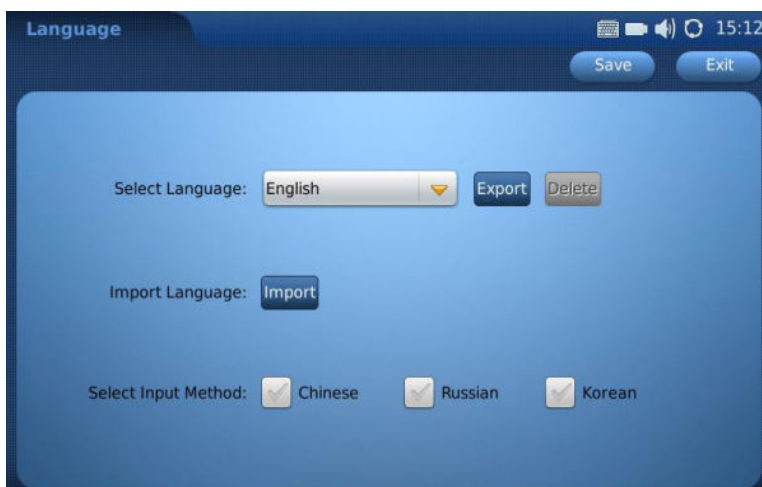 Language 15:12
Save Exit
Select Language: English Export Delete
Import Language: Import
Select Input Method: Chinese Russian Korean